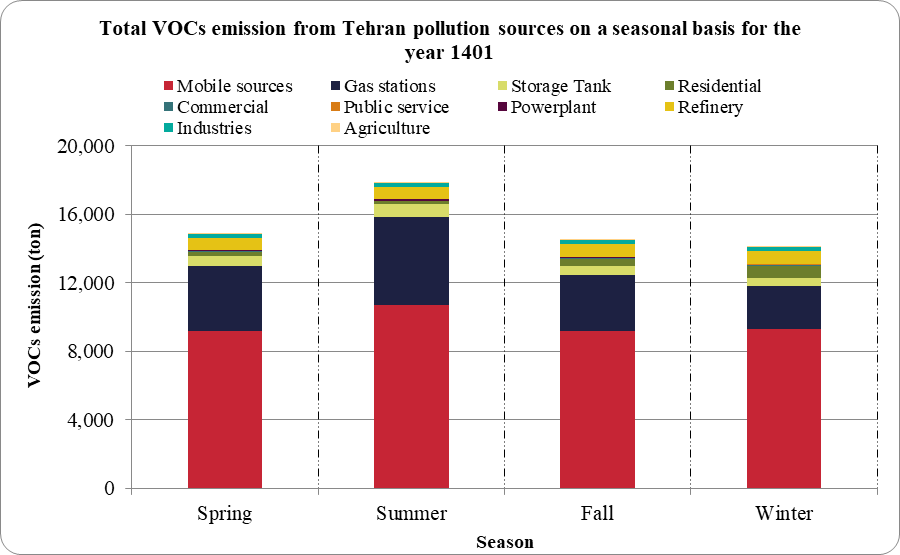 Total VOCs emission from Tehran pollution sources on a seasonal basis for the
year 1401
Mobile sources Gas stations Storage Tank Residential
Commercial Public service Powerplant Refinery
Industries Agriculture
20,000
16,000
12,000
8,000
4,000
0
VOCs emission (ton)
Spring Summer Fall Winter
Season